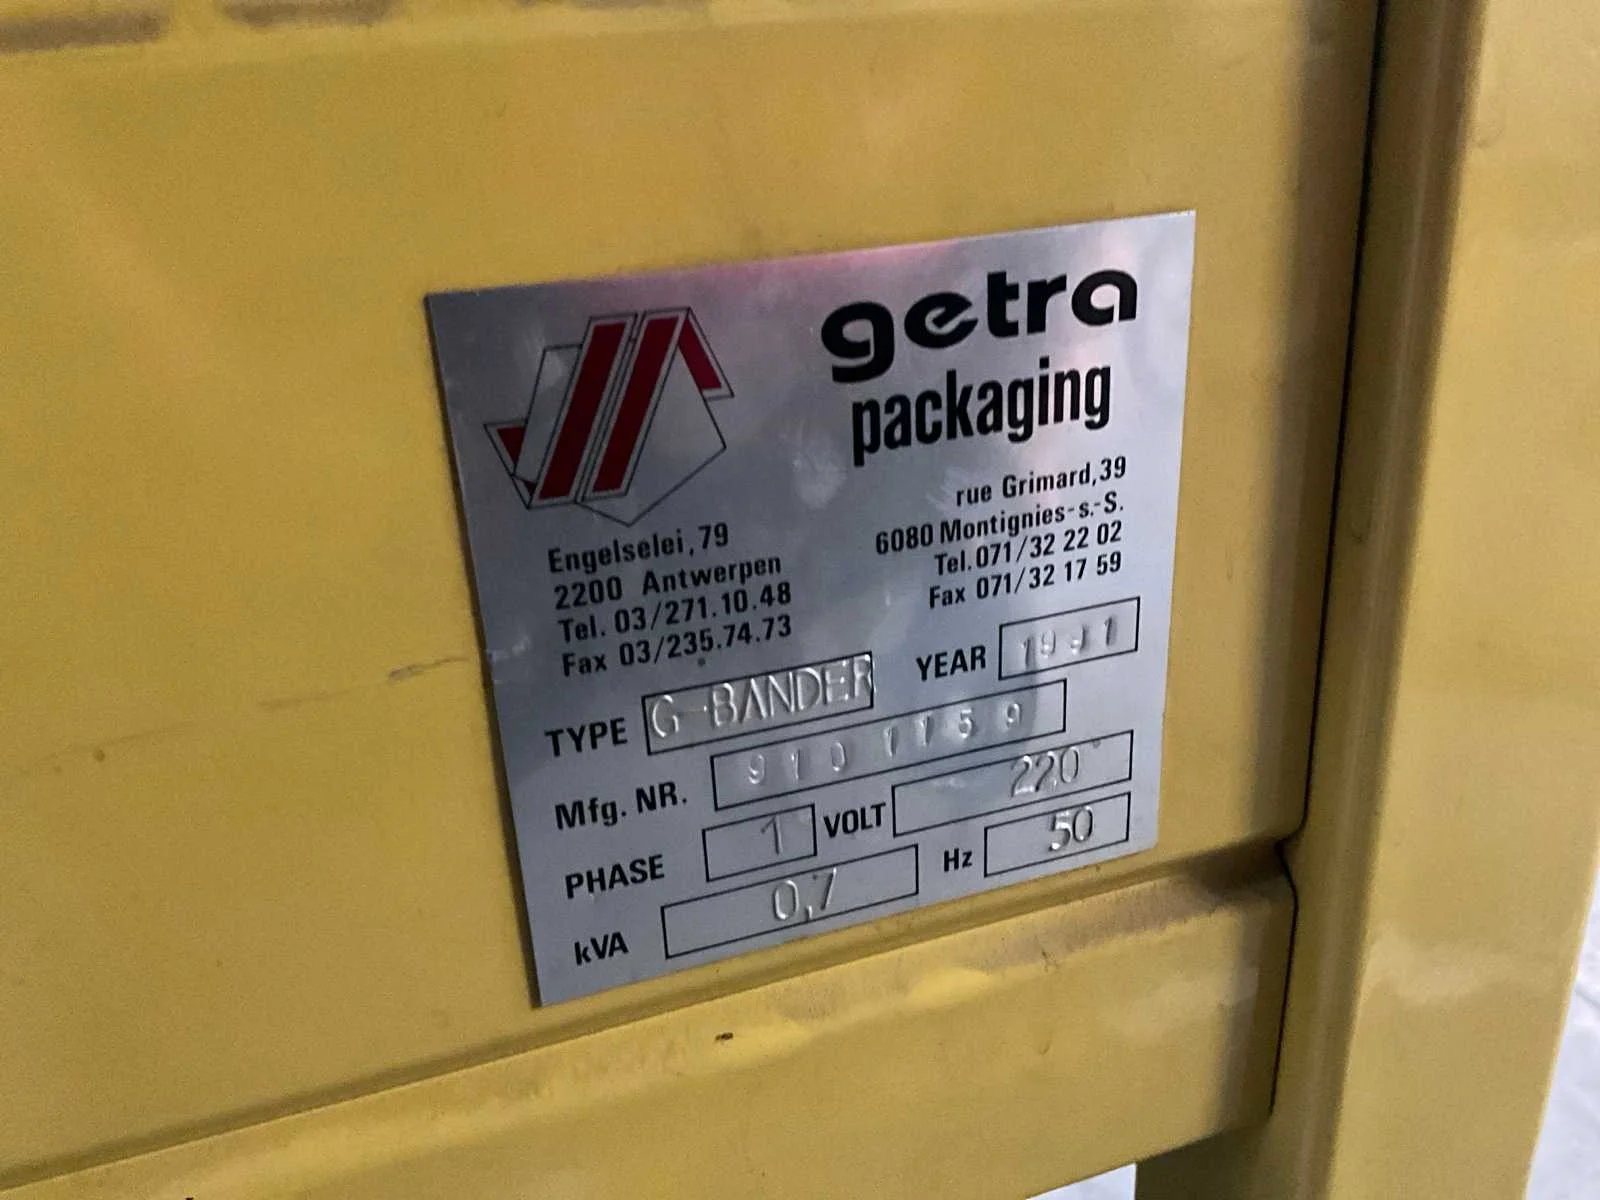 getra
packaging
Engelselei, 79
2200 Antwerpen
Tel. 03/271.10.48
Fax 03/235.74.73
rue Grimard, 39
6080 Montignies-s.-S.
Tel. 071/32 22 02
Fax 071/32 17 59
TYPE G-BANDER YEAR 1991
Mfg. NR. 9101159
PHASE 1 VOLT 220
kVA 0,7 Hz 50